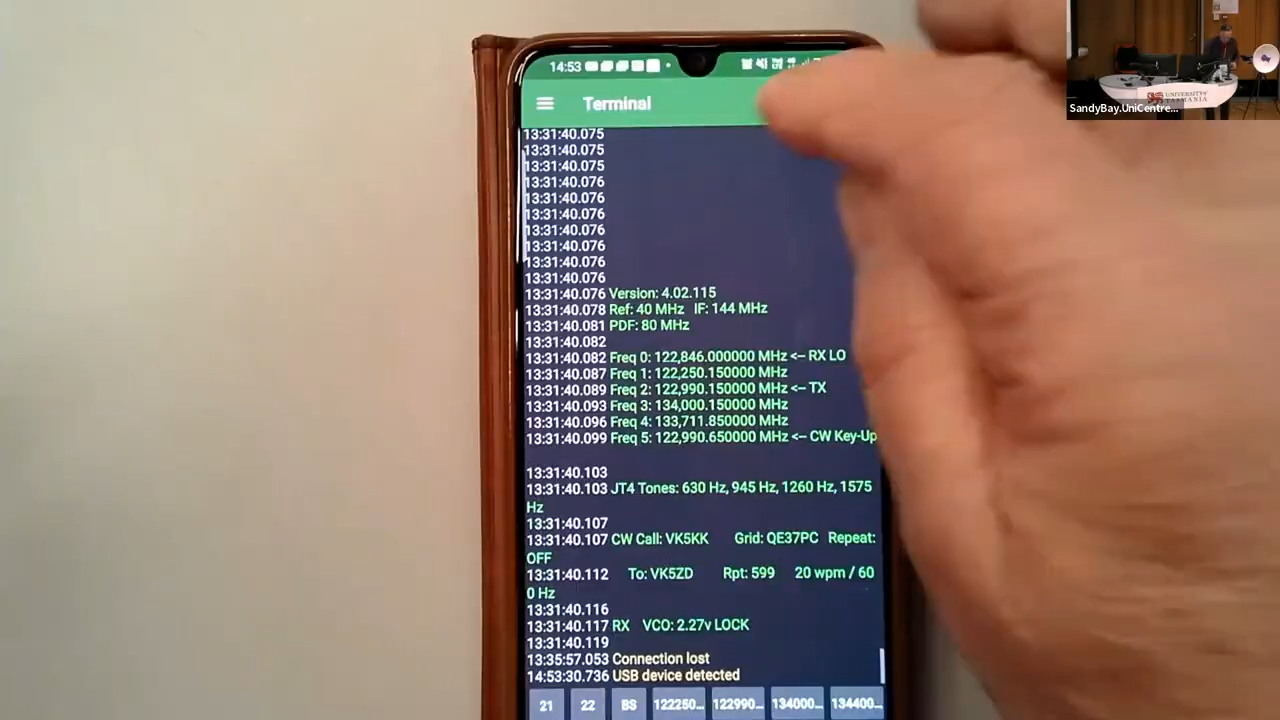 14:53
Terminal
13:31:40.075
13:31:40.075
13:31:40.075
13:31:40.076
13:31:40.076
13:31:40.076
13:31:40.076
13:31:40.076
13:31:40.076
13:31:40.076
13:31:40.076 Version: 4.02.115
13:31:40.078 Ref: 40 MHz IF: 144 MHz
13:31:40.081 PDF: 80 MHz
13:31:40.082
13:31:40.082 Freq 0: 122,846.000000 MHz <-- RX LO
13:31:40.087 Freq 1: 122,250.150000 MHz
13:31:40.089 Freq 2: 122,990.150000 MHz <-- TX
13:31:40.093 Freq 3: 134,000.150000 MHz
13:31:40.096 Freq 4: 133,711.850000 MHz
13:31:40.099 Freq 5: 122,990.650000 MHz <-- CW Key-Up
13:31:40.103
13:31:40.103 JT4 Tones: 630 Hz, 945 Hz, 1260 Hz, 1575
Hz
13:31:40.107
13:31:40.107 CW Call: VK5KK Grid: QE37PC Repeat:
OFF
13:31:40.112 To: VK5ZD Rpt: 599 20 wpm / 60
0 Hz
13:31:40.116
13:31:40.117 RX VCO: 2.27v LOCK
13:31:40.119
13:35:57.053 Connection lost
14:53:30.736 USB device detected
21 22 BS 122250... 122990... 134000... 134400...
UNIVERSITY of
TASMANIA
SandyBay.UniCentre...